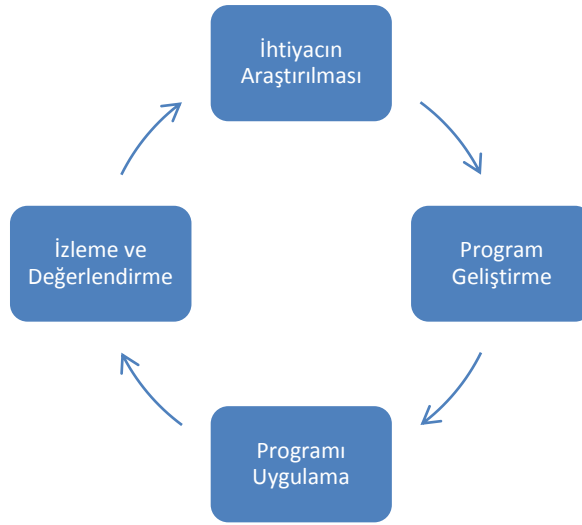 İhtiyacın
Araştırılması
Program
Geliştirme
Programı
Uygulama
İzleme ve
Değerlendirme